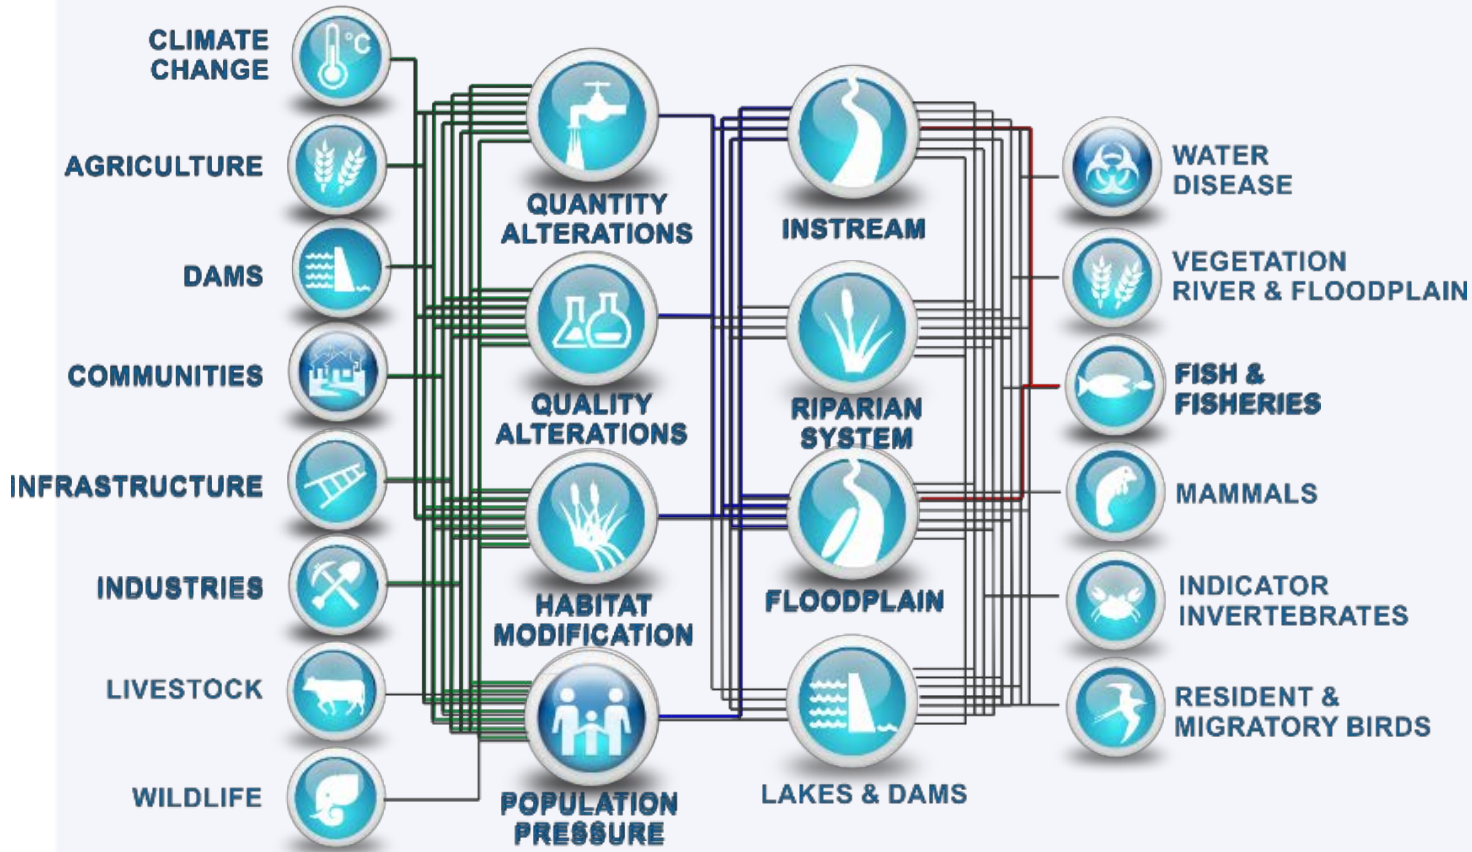 CLIMATE
CHANGE
°C
AGRICULTURE
DAMS
COMMUNITIES
INFRASTRUCTURE
INDUSTRIES
LIVESTOCK
WILDLIFE
QUANTITY
ALTERATIONS
QUALITY
ALTERATIONS
HABITAT
MODIFICATION
POPULATION
PRESSURE
INSTREAM
RIPARIAN
SYSTEM
FLOODPLAIN
LAKES & DAMS
WATER
DISEASE
VEGETATION
RIVER & FLOODPLAIN
FISH &
FISHERIES
MAMMALS
INDICATOR
INVERTEBRATES
RESIDENT &
MIGRATORY BIRDS